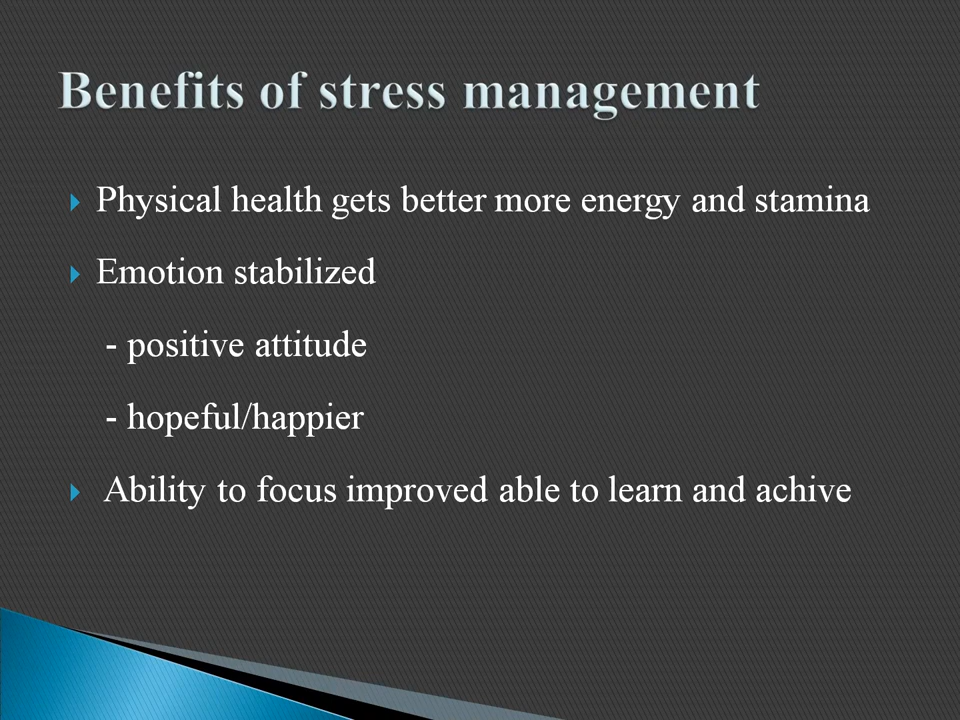 Benefits of stress management
Physical health gets better more energy and stamina
Emotion stabilized
- positive attitude
- hopeful/happier
Ability to focus improved able to learn and achive